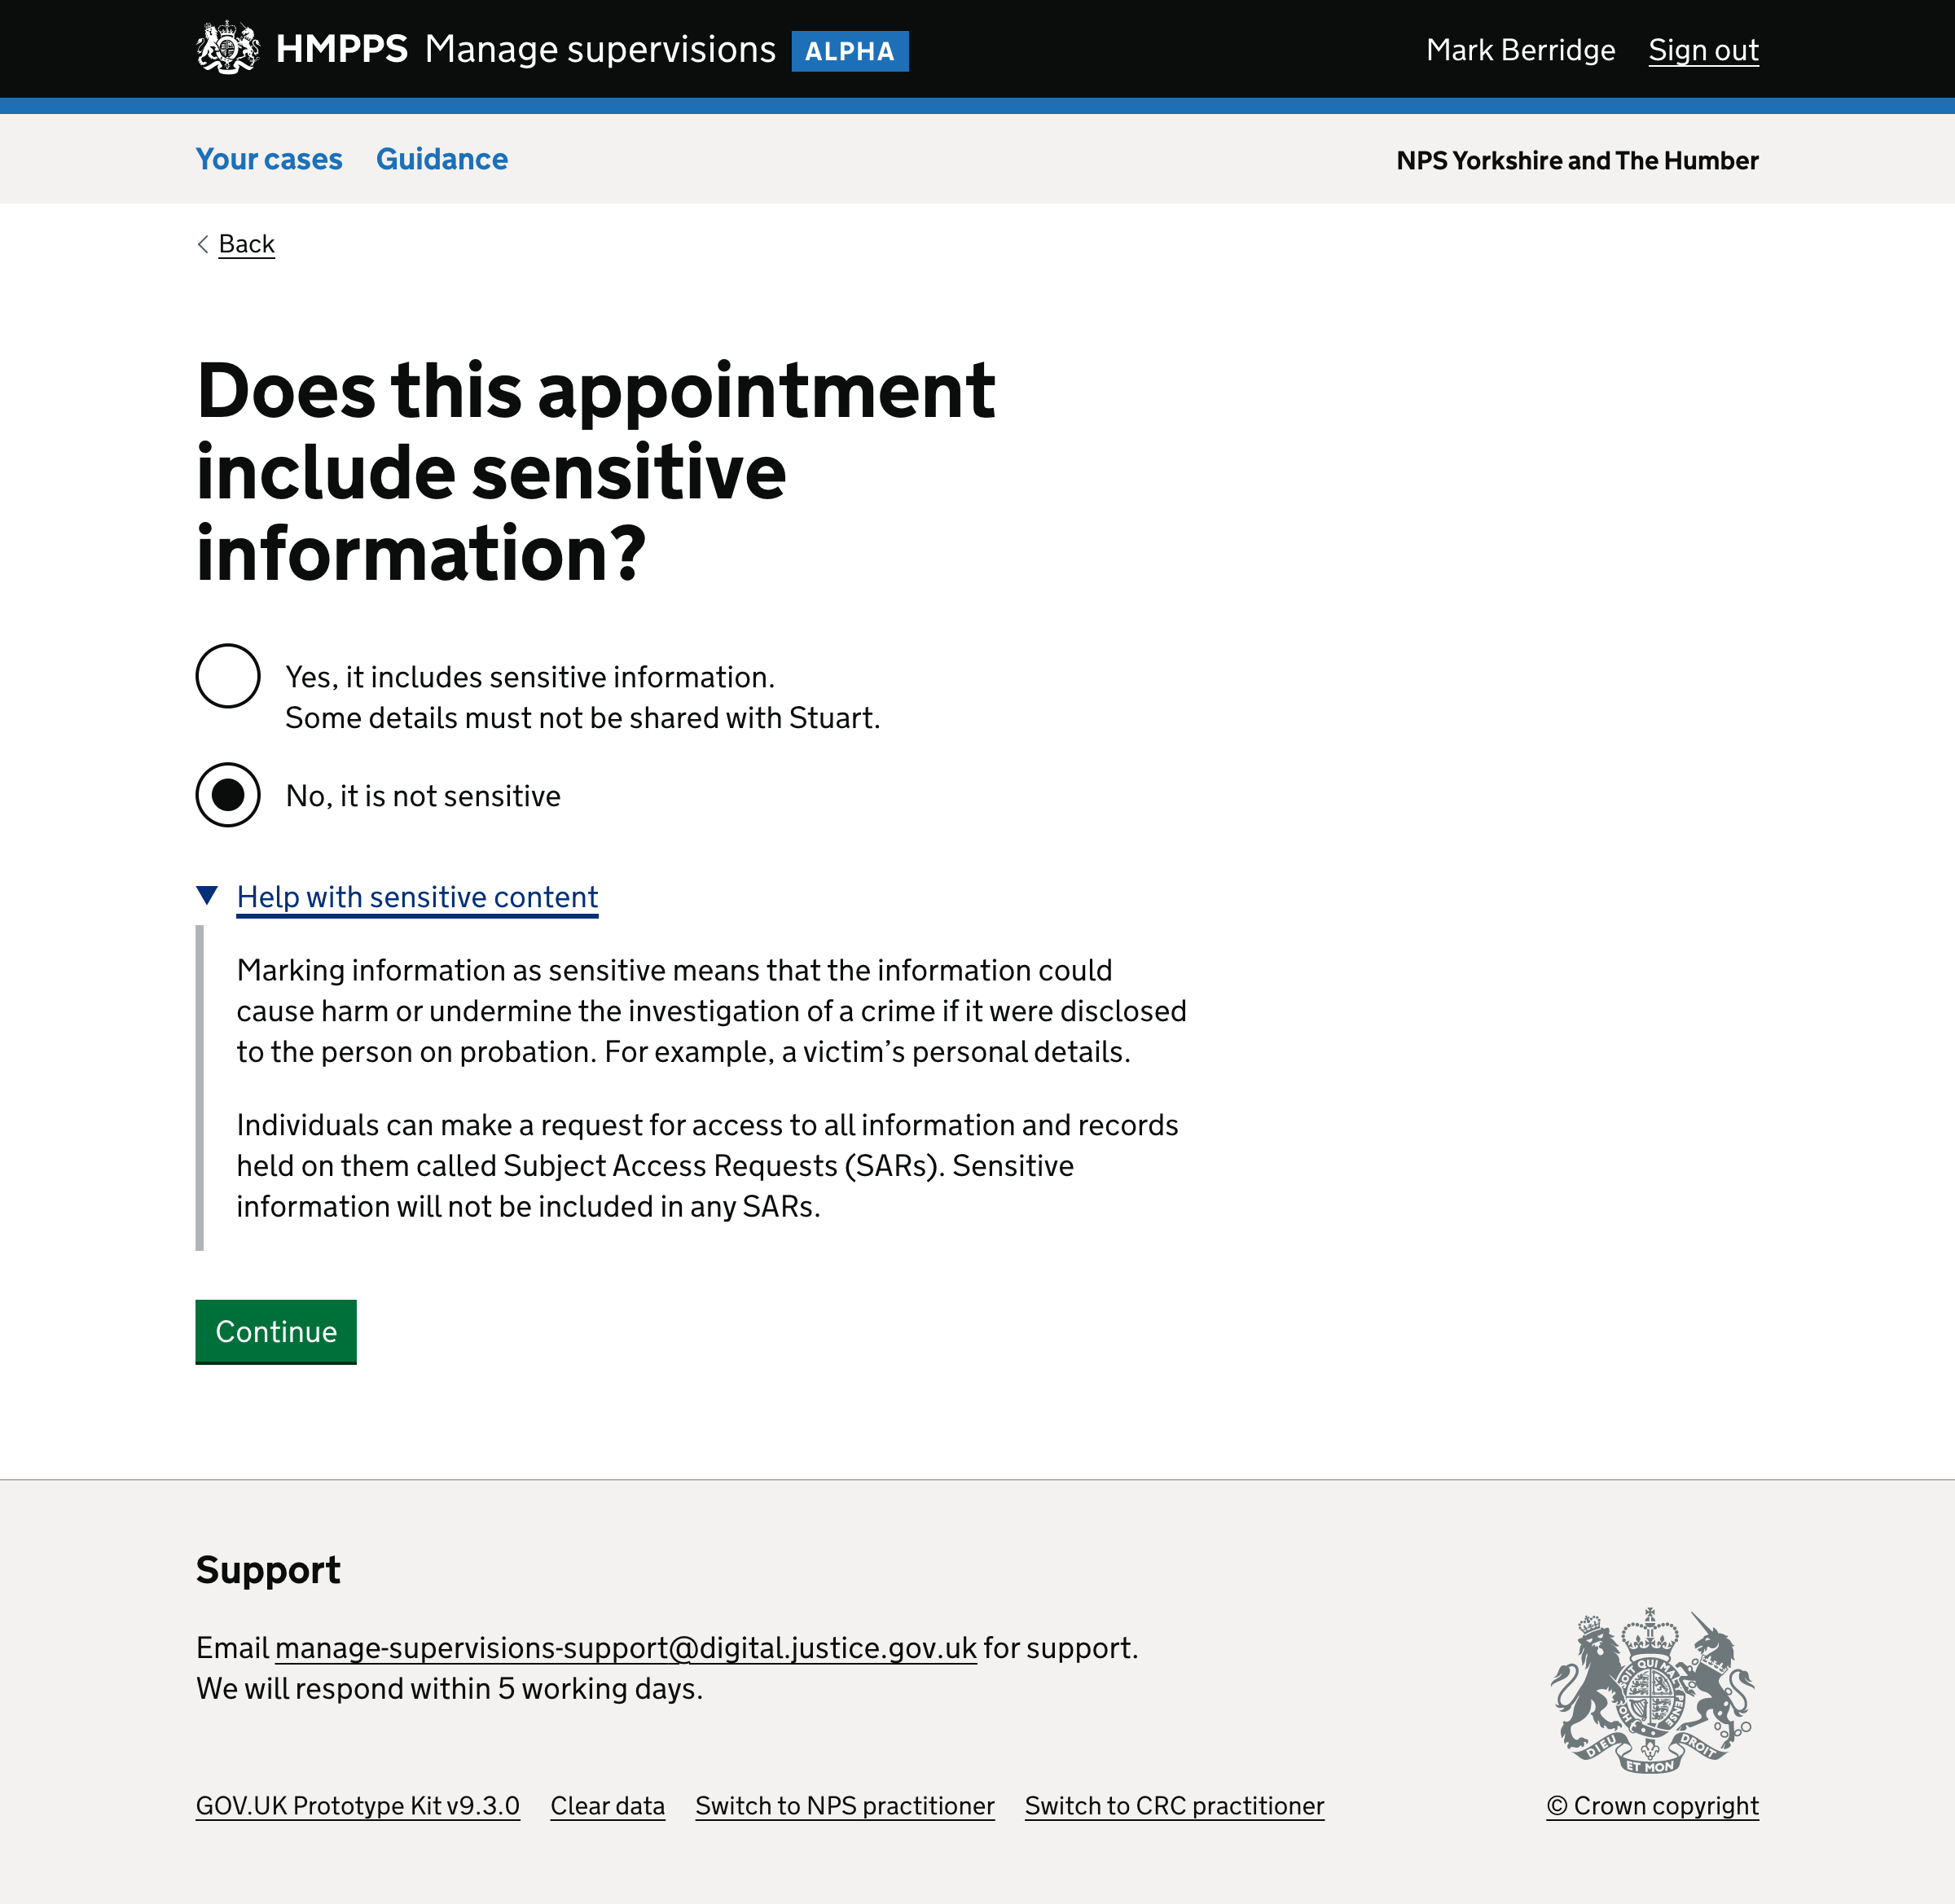 HMPPS Manage supervisions ALPHA
Mark Berridge Sign out
Your cases Guidance
NPS Yorkshire and The Humber
Back
Does this appointment
include sensitive
information?
Yes, it includes sensitive information.
Some details must not be shared with Stuart.
No, it is not sensitive
Help with sensitive content
Marking information as sensitive means that the information could
cause harm or undermine the investigation of a crime if it were disclosed
to the person on probation. For example, a victim’s personal details.
Individuals can make a request for access to all information and records
held on them called Subject Access Requests (SARs). Sensitive
information will not be included in any SARs.
Continue
Support
Email manage-supervisions-support@digital.justice.gov.uk for support.
We will respond within 5 working days.
DIEU ET MON DROIT
GOV.UK Prototype Kit v9.3.0 Clear data Switch to NPS practitioner Switch to CRC practitioner
© Crown copyright